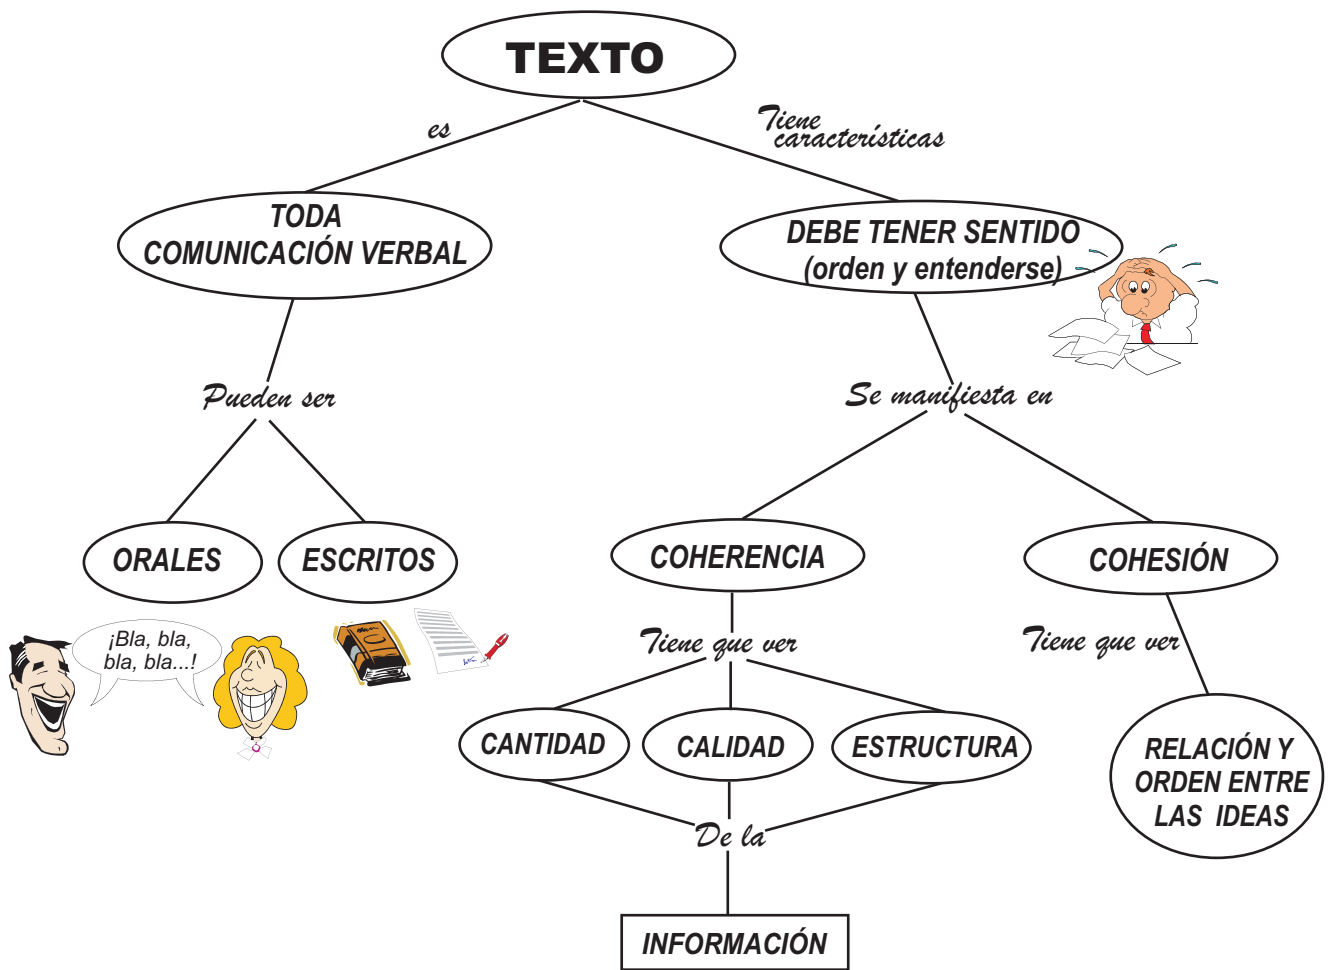 TEXTO
es
Tiene
características
TODA
COMUNICACIÓN VERBAL
DEBE TENER SENTIDO
(orden y entenderse)
Pueden ser
Se manifiesta en
ORALES
ESCRITOS
COHERENCIA
COHESIÓN
¡Bla, bla,
bla, bla...!
Tiene que ver
Tiene que ver
CANTIDAD
CALIDAD
ESTRUCTURA
RELACIÓN Y
ORDEN ENTRE
LAS IDEAS
De la
INFORMACIÓN